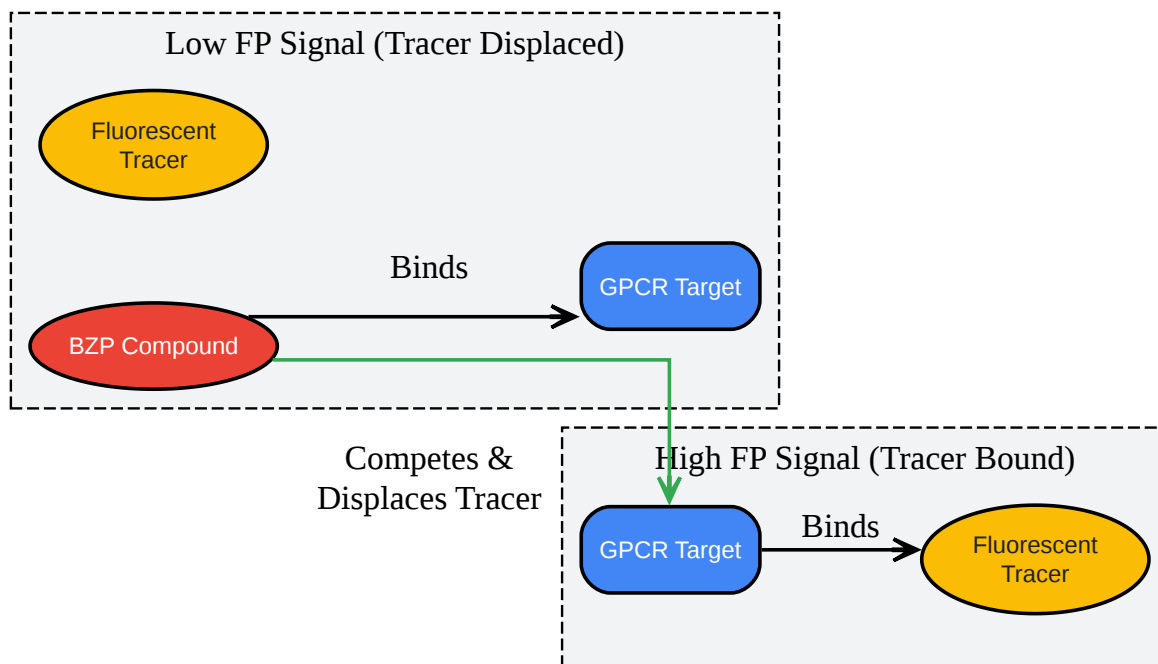 Low FP Signal (Tracer Displaced)
Fluorescent
Tracer
Binds
GPCR Target
BZP Compound
Competes &
Displaces Tracer
High FP Signal (Tracer Bound)
GPCR Target
Binds
Fluorescent
Tracer